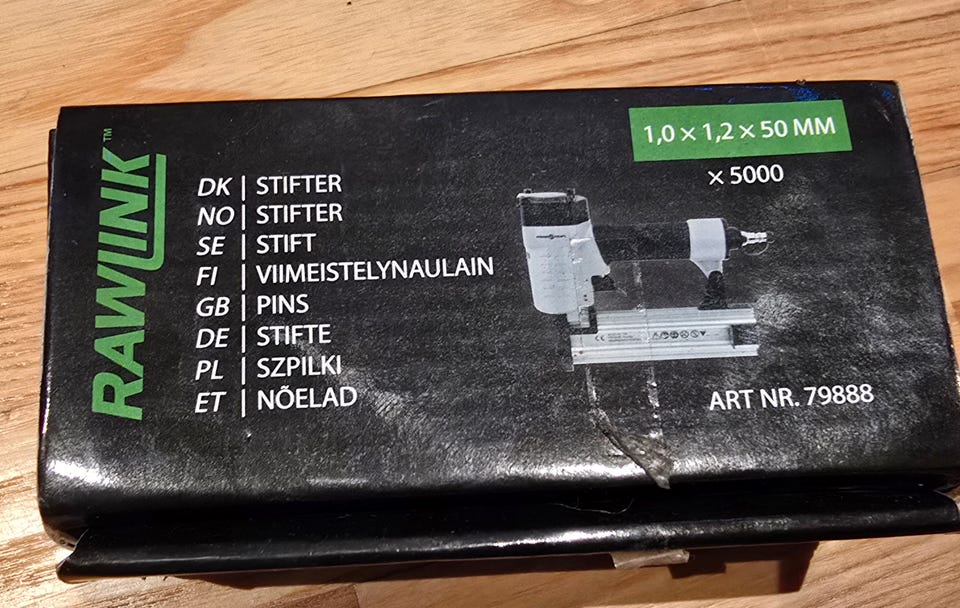 RAWLINK™
DK | STIFTER
NO | STIFTER
SE | STIFT
FI | VIIMEISTELYNAULAIN
GB | PINS
DE | STIFTE
PL | SZPILKI
ET | NÕELAD
1,0 × 1,2 × 50 MM
× 5000
ART NR. 79888